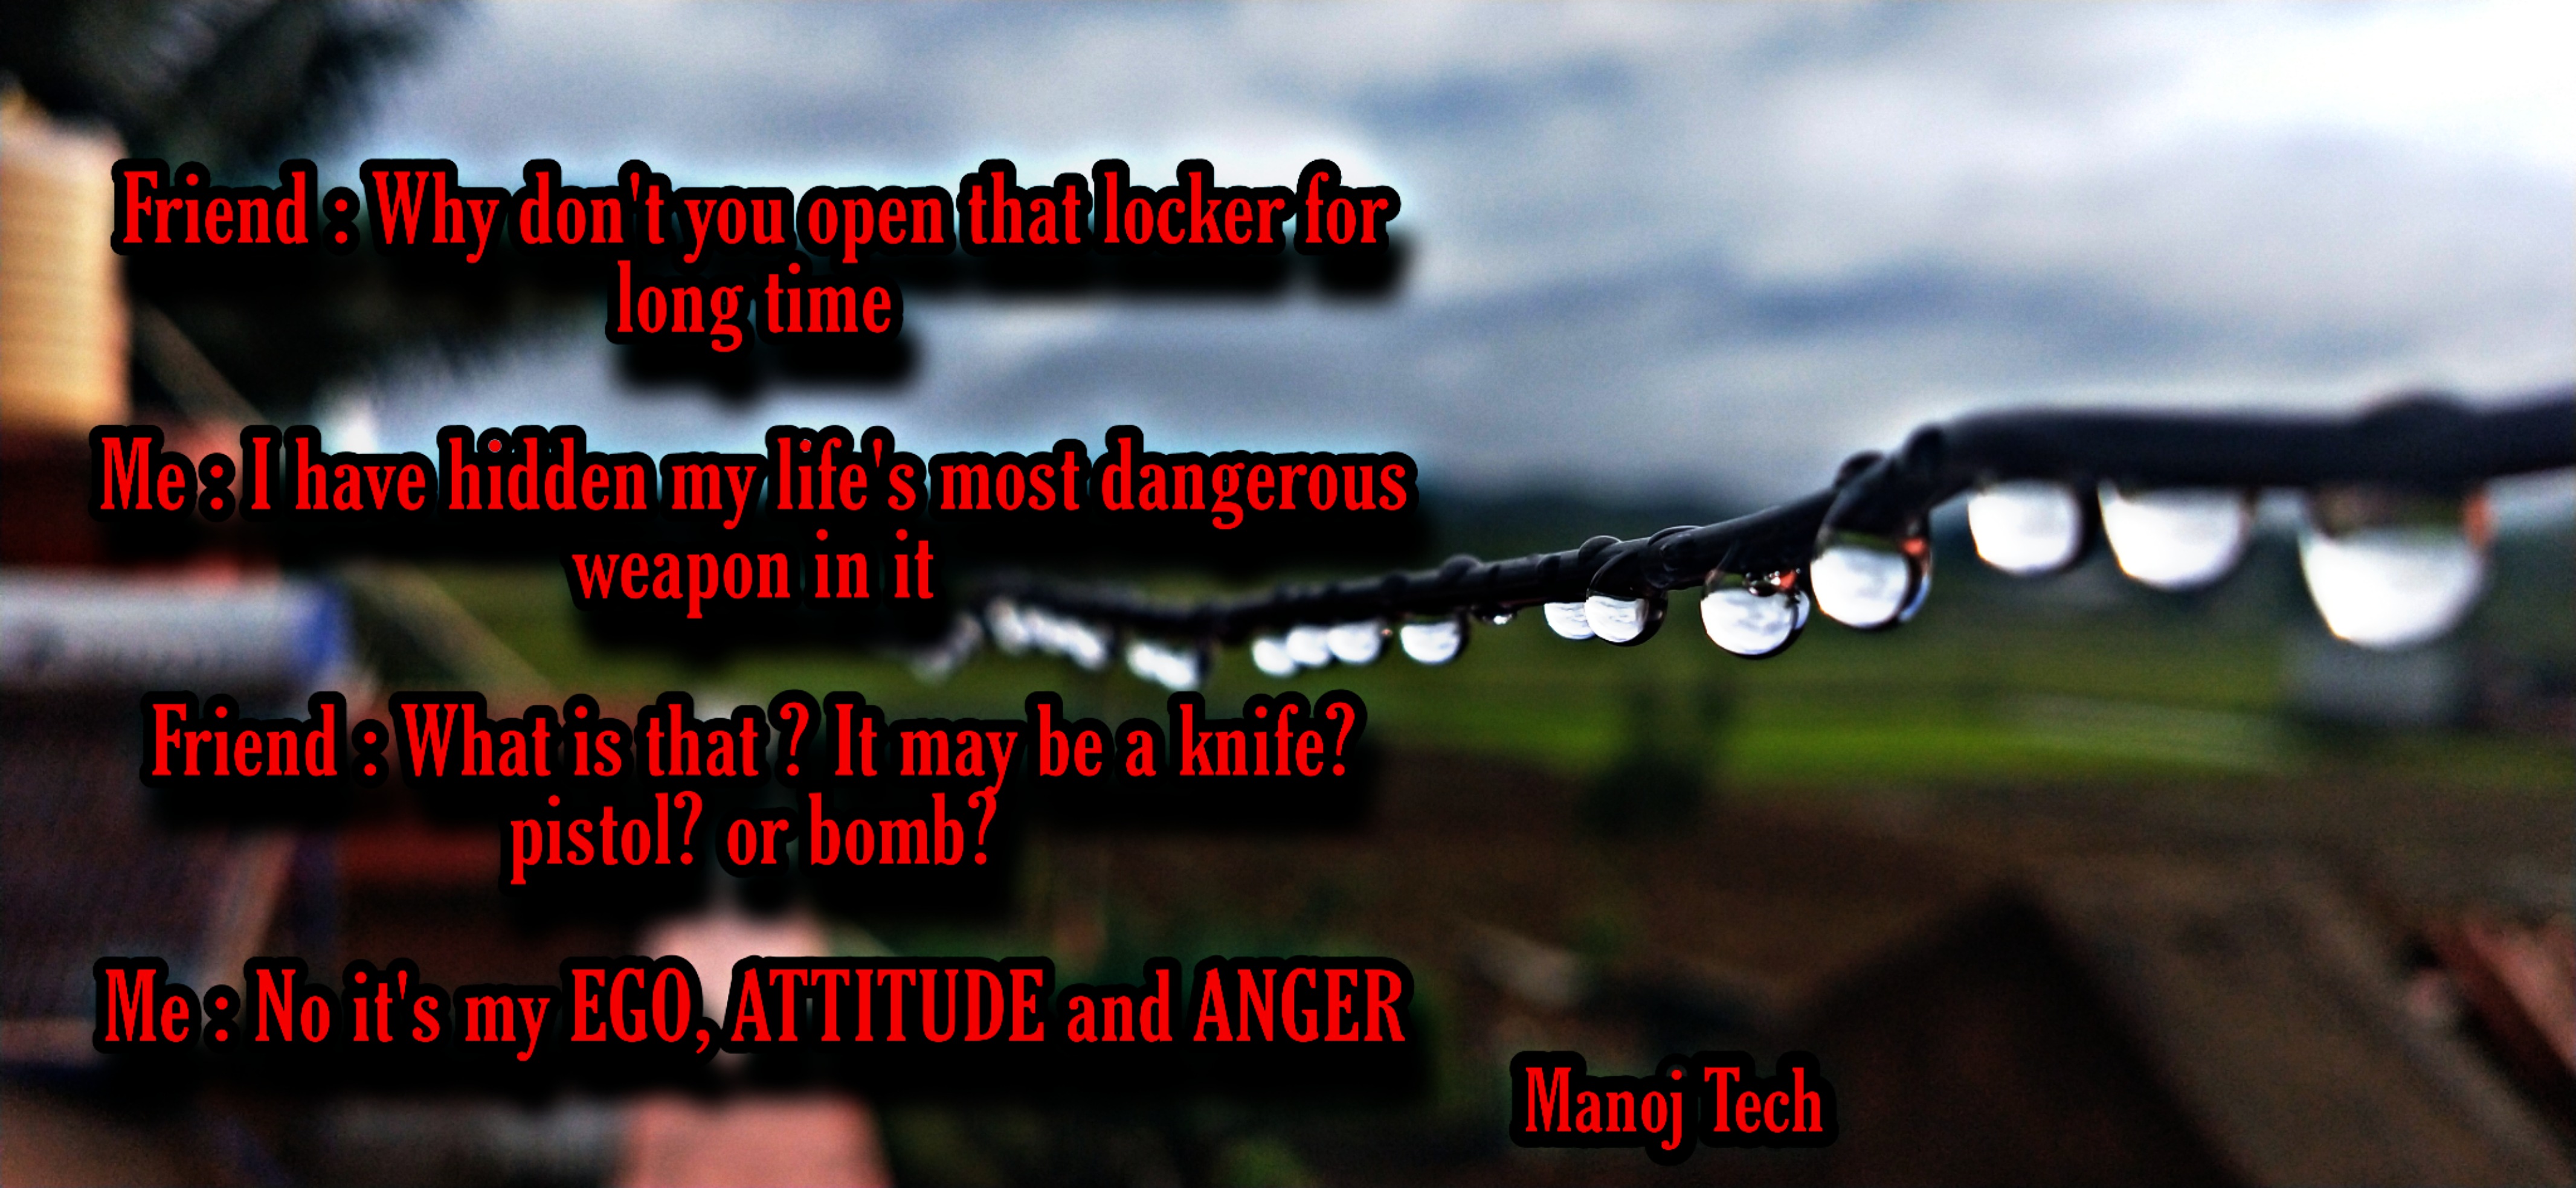 Friend : Why don't you open that locker for
long time
Me : I have hidden my life's most dangerous
weapon in it
Friend : What is that ? It may be a knife?
pistol? or bomb?
Me : No it's my EGO, ATTITUDE and ANGER
Manoj Tech